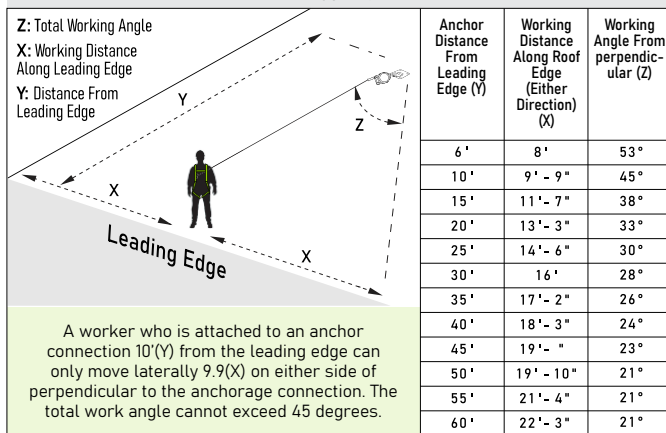 Z: Total Working Angle
X: Working Distance
Along Leading Edge
Y: Distance From
Leading Edge
Y
Z
X
X
Leading Edge
A worker who is attached to an anchor
connection 10'(Y) from the leading edge can
only move laterally 9.9(X) on either side of
perpendicular to the anchorage connection. The
total work angle cannot exceed 45 degrees.
Anchor
Distance
From
Leading
Edge (Y)
Working
Distance
Along Roof
Edge
(Either
Direction)
(X)
Working
Angle From
perpendic-
ular (Z)
6' 8' 53°
10' 9'-9" 45°
15' 11'-7" 38°
20' 13'-3" 33°
25' 14'-6" 30°
30' 16' 28°
35' 17'-2" 26°
40' 18'-3" 24°
45' 19'- " 23°
50' 19'-10" 21°
55' 21'-4" 21°
60' 22'-3" 21°